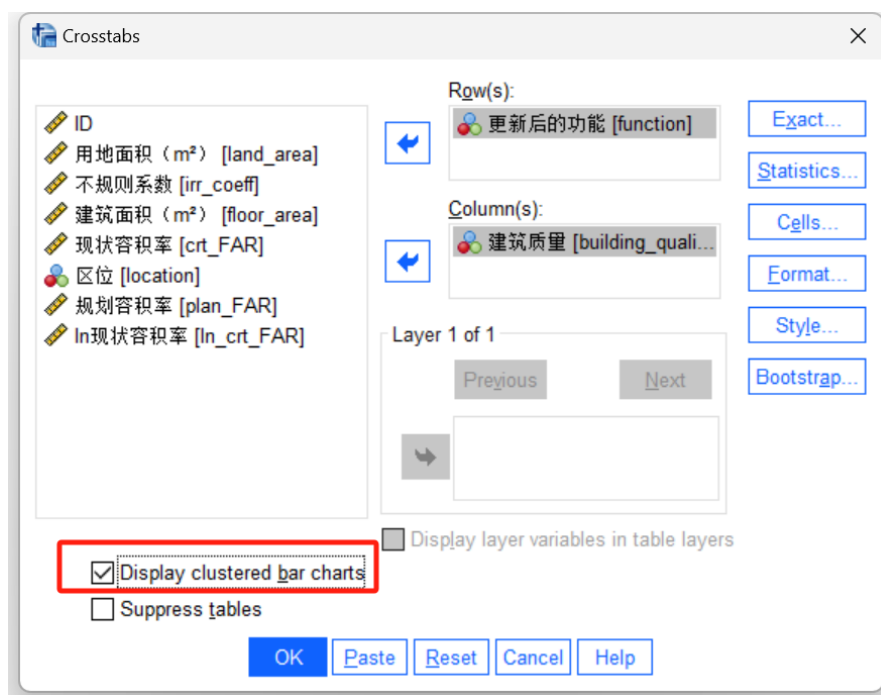 Crosstabs
ID
用地面积（m²） [land_area]
不规则系数 [irr_coeff]
建筑面积（m²） [floor_area]
现状容积率 [crt_FAR]
区位 [location]
规划容积率 [plan_FAR]
ln现状容积率 [ln_crt_FAR]
Row(s):
更新后的功能 [function]
Column(s):
建筑质量 [building_quali...
Layer 1 of 1
Previous Next
Display layer variables in table layers
Exact...
Statistics...
Cells...
Format...
Style...
Bootstrap...
Display clustered bar charts
Suppress tables
OK Paste Reset Cancel Help